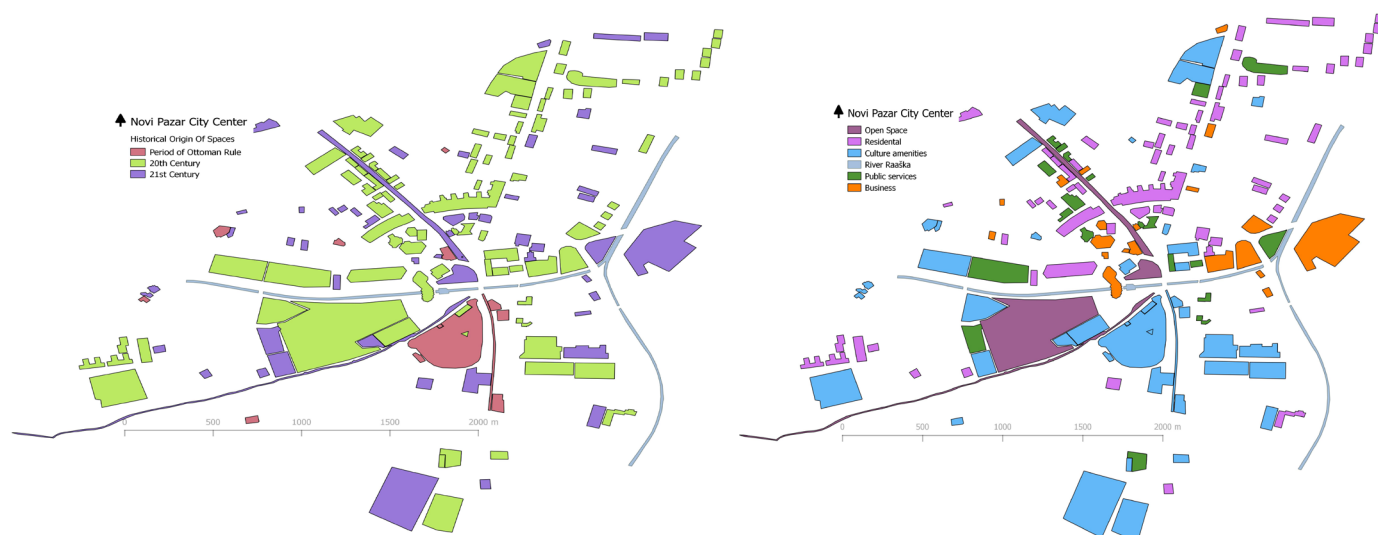 Novi Pazar City Center
Historical Origin Of Spaces
Period of Ottoman Rule
20th Century
21st Century
0 500 1000 1500 2000 m
Novi Pazar City Center
Open Space
Residental
Culture amenities
River Raaška
Public services
Business
0 500 1000 1500 2000 m